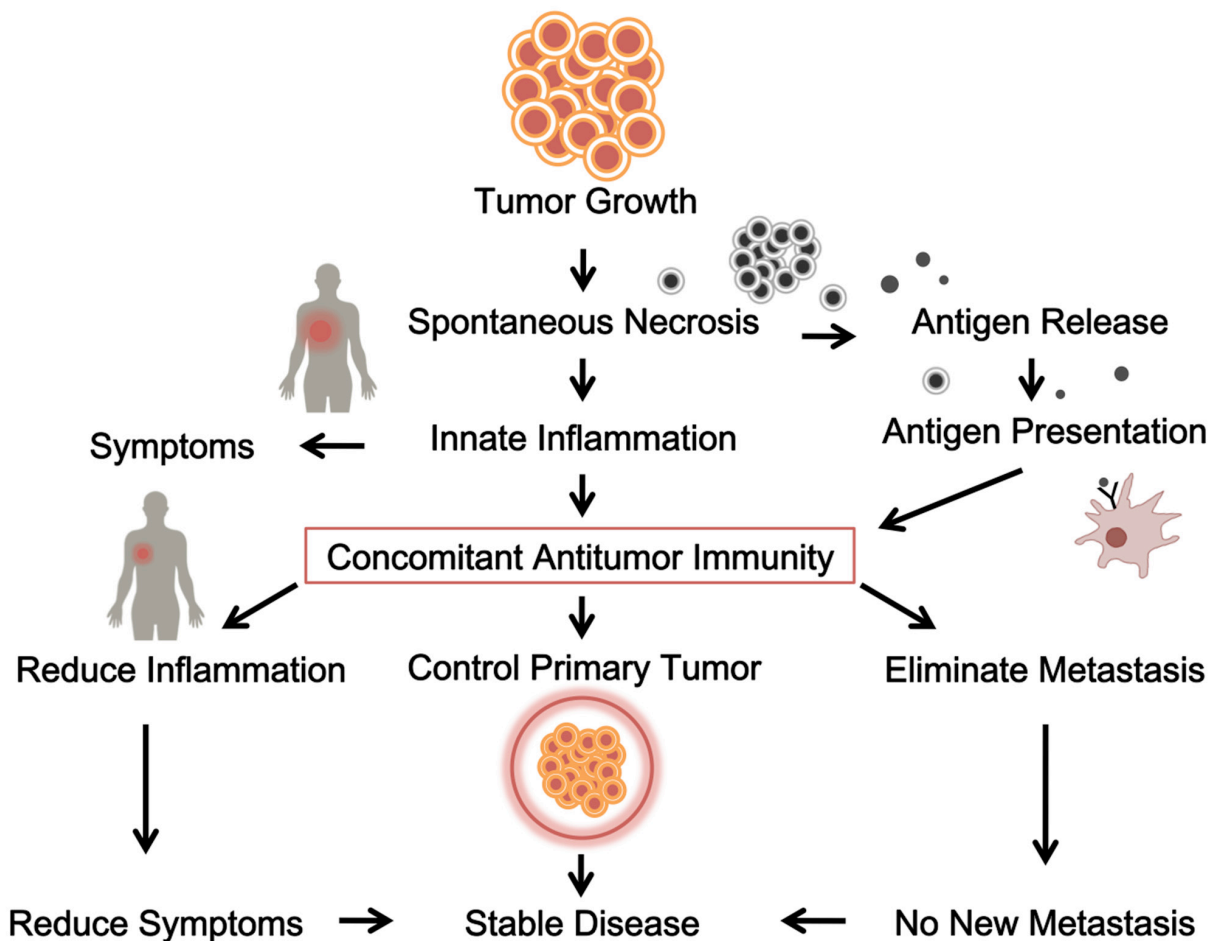 Tumor Growth
Spontaneous Necrosis
Antigen Release
Symptoms
Innate Inflammation
Antigen Presentation
Concomitant Antitumor Immunity
Reduce Inflammation
Control Primary Tumor
Eliminate Metastasis
Reduce Symptoms
Stable Disease
No New Metastasis